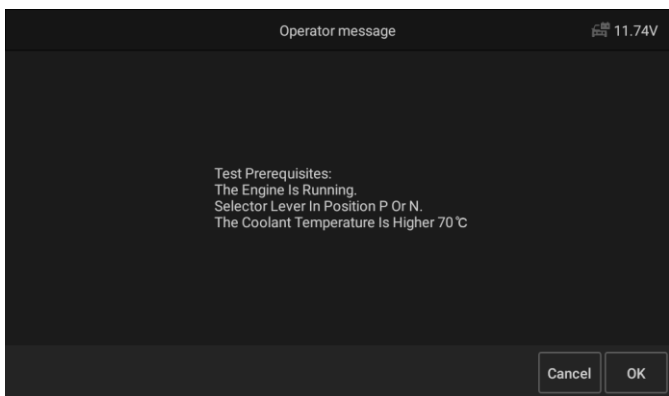 Operator message
11.74V
Test Prerequisites:
The Engine Is Running.
Selector Lever In Position P Or N.
The Coolant Temperature Is Higher 70℃
Cancel
OK